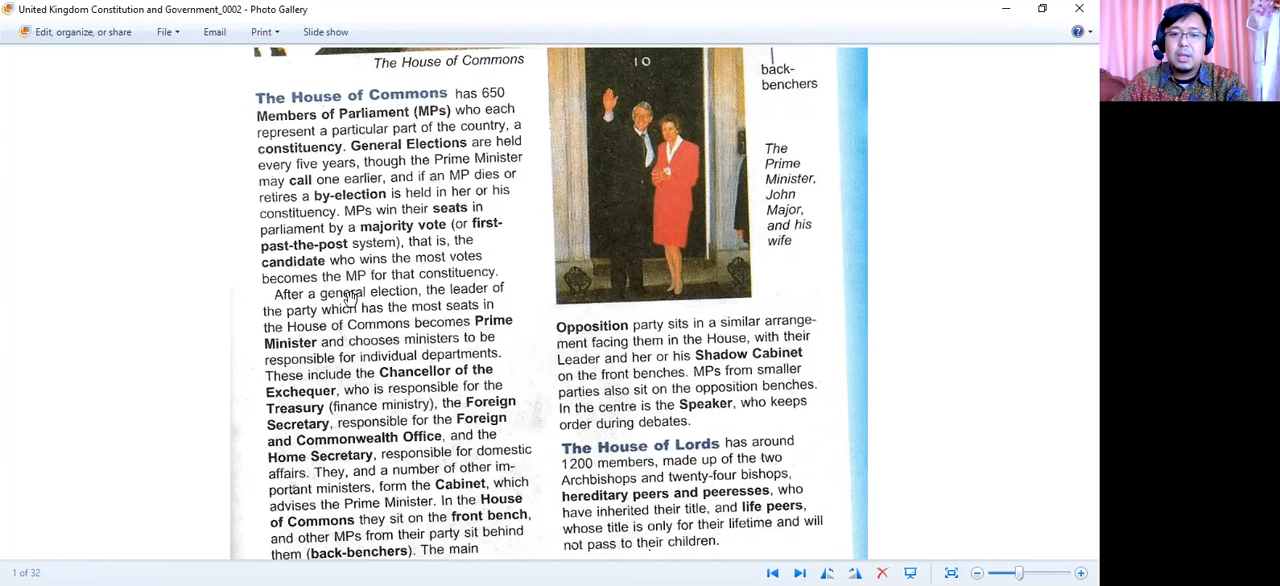 United Kingdom Constitution and Government_0002 - Photo Gallery
Edit, organize, or share
File
Email
Print
Slide show
The House of Commons
The House of Commons has 650
Members of Parliament (MPs) who each
represent a particular part of the country, a
constituency. General Elections are held
every five years, though the Prime Minister
may call one earlier, and if an MP dies or
retires a by-election is held in her or his
constituency. MPs win their seats in
parliament by a majority vote (or first-
past-the-post system), that is, the
candidate who wins the most votes
becomes the MP for that constituency.
After a general election, the leader of
the party which has the most seats in
the House of Commons becomes Prime
Minister and chooses ministers to be
responsible for individual departments.
These include the Chancellor of the
Exchequer, who is responsible for the
Treasury (finance ministry), the Foreign
Secretary, responsible for the Foreign
and Commonwealth Office, and the
Home Secretary, responsible for domestic
affairs. They, and a number of other im-
portant ministers, form the Cabinet, which
advises the Prime Minister. In the House
of Commons they sit on the front bench,
and other MPs from their party sit behind
them (back-benchers). The main
10
back-
benchers
The
Prime
Minister,
John
Major,
and his
wife
Opposition party sits in a similar arrange-
ment facing them in the House, with their
Leader and her or his Shadow Cabinet
on the front benches. MPs from smaller
parties also sit on the opposition benches.
In the centre is the Speaker, who keeps
order during debates.
The House of Lords has around
1200 members, made up of the two
Archbishops and twenty-four bishops,
hereditary peers and peeresses, who
have inherited their title, and life peers,
whose title is only for their lifetime and will
not pass to their children.
1 of 32